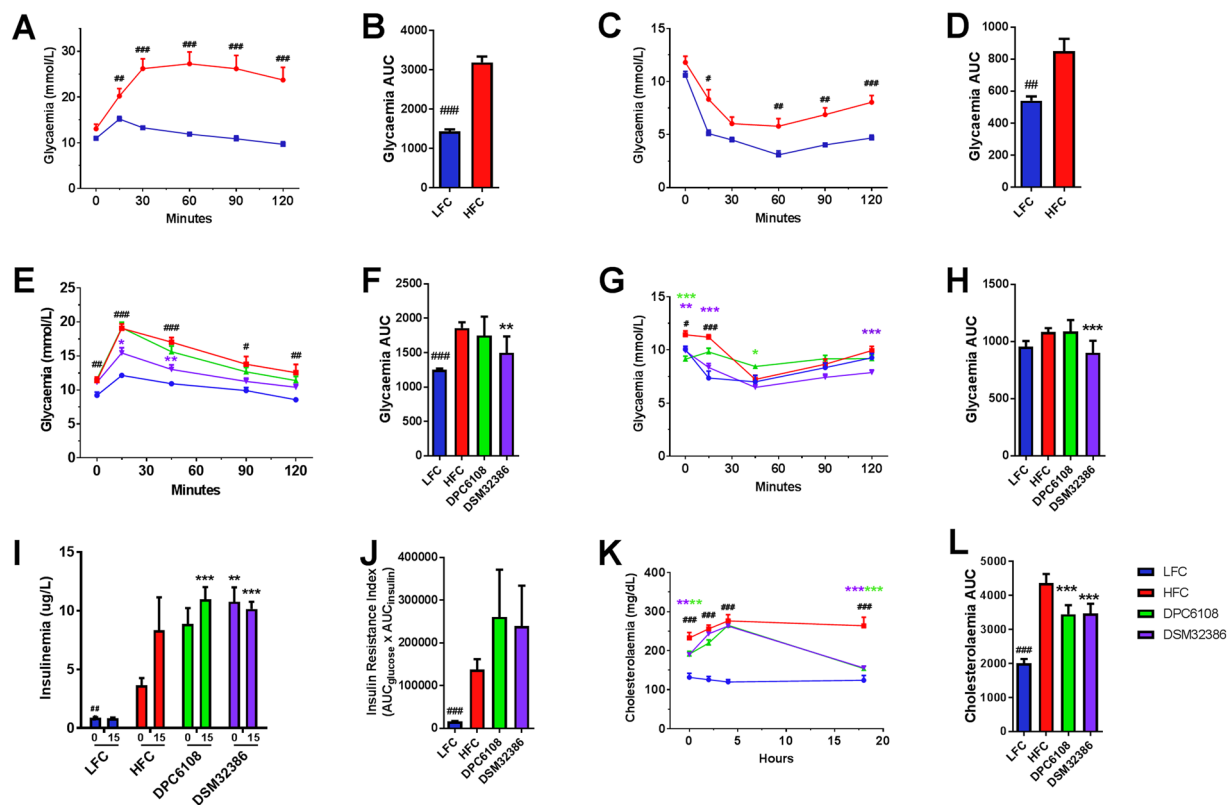 A
Glycaemia (mmol/L)
30
20
10
0
##
###
###
###
###
0 30 60 90 120
Minutes
B
Glycaemia AUC
4000
3000
2000
1000
0
###
LFC HFC
C
Glycaemia (mmol/L)
15
10
5
0
#
##
##
###
0 30 60 90 120
Minutes
D
Glycaemia AUC
1000
800
600
400
200
0
##
LFC HFC
E
Glycaemia (mmol/L)
25
20
15
10
5
0
##
###
###
#
##
*
**
0 30 60 90 120
Minutes
F
Glycaemia AUC
2500
2000
1500
1000
500
0
###
**
LFC HFC DPC6108 DSM32386
G
Glycaemia (mmol/L)
15
10
5
0
***
**
***
***
#
###
*
0 30 60 90 120
Minutes
H
Glycaemia AUC
1500
1000
500
0
***
LFC HFC DPC6108 DSM32386
I
Insulinemia (ug/L)
15
10
5
0
##
***
**
***
0 15 0 15 0 15 0 15
LFC HFC DPC6108 DSM32386
J
Insulin Resistance Index
(AUCglucose x AUCinsulin)
400000
300000
200000
100000
0
###
LFC HFC DPC6108 DSM32386
K
Cholesterolaemia (mg/dL)
400
300
200
100
0
****
******
###
###
###
###
0 5 10 15 20
Hours
L
Cholesterolaemia AUC
5000
4000
3000
2000
1000
0
###
***
***
LFC HFC DPC6108 DSM32386
LFC
HFC
DPC6108
DSM32386